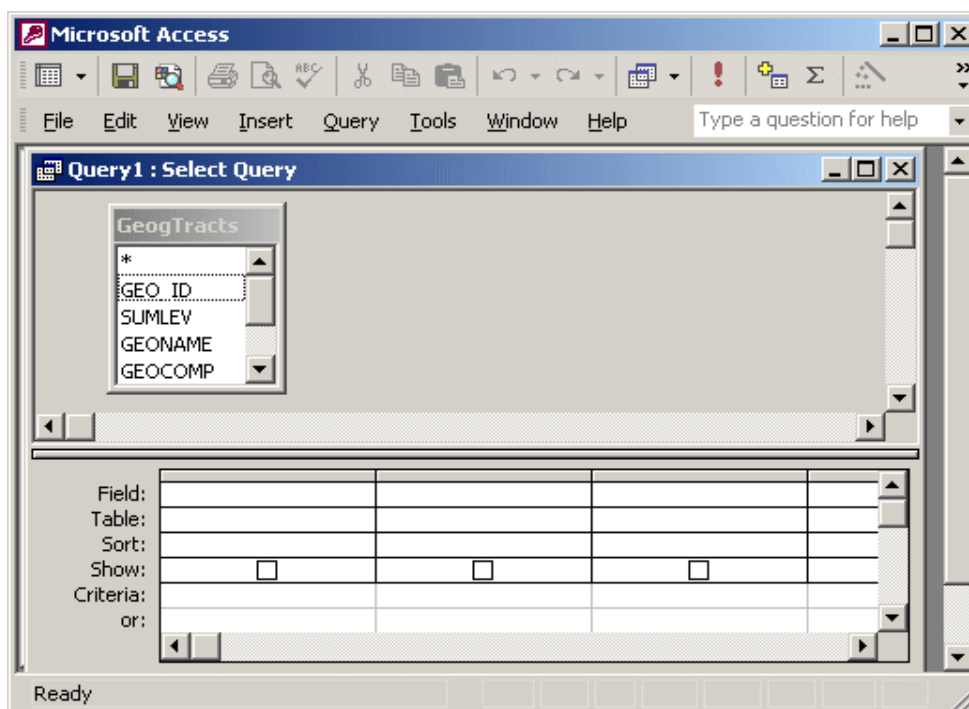 Microsoft Access
ABC
Σ
File Edit View Insert Query Tools Window Help Type a question for help
Query1 : Select Query
GeogTracts
*
GEO_ID
SUMLEV
GEONAME
GEOCOMP
Field:
Table:
Sort:
Show:
Criteria:
or:
Ready